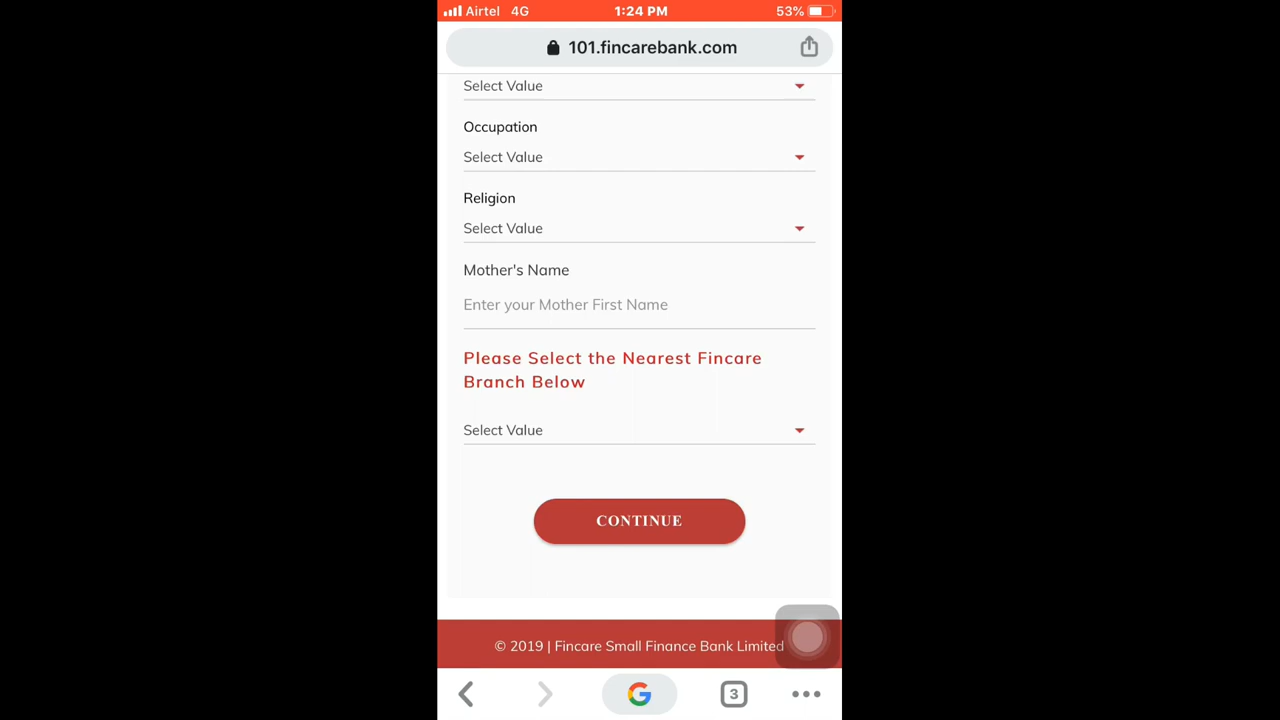 Airtel 4G 1:24 PM 53%
101.fincarebank.com
Select Value
Occupation
Select Value
Religion
Select Value
Mother's Name
Enter your Mother First Name
Please Select the Nearest Fincare
Branch Below
Select Value
CONTINUE
© 2019 | Fincare Small Finance Bank Limited
3